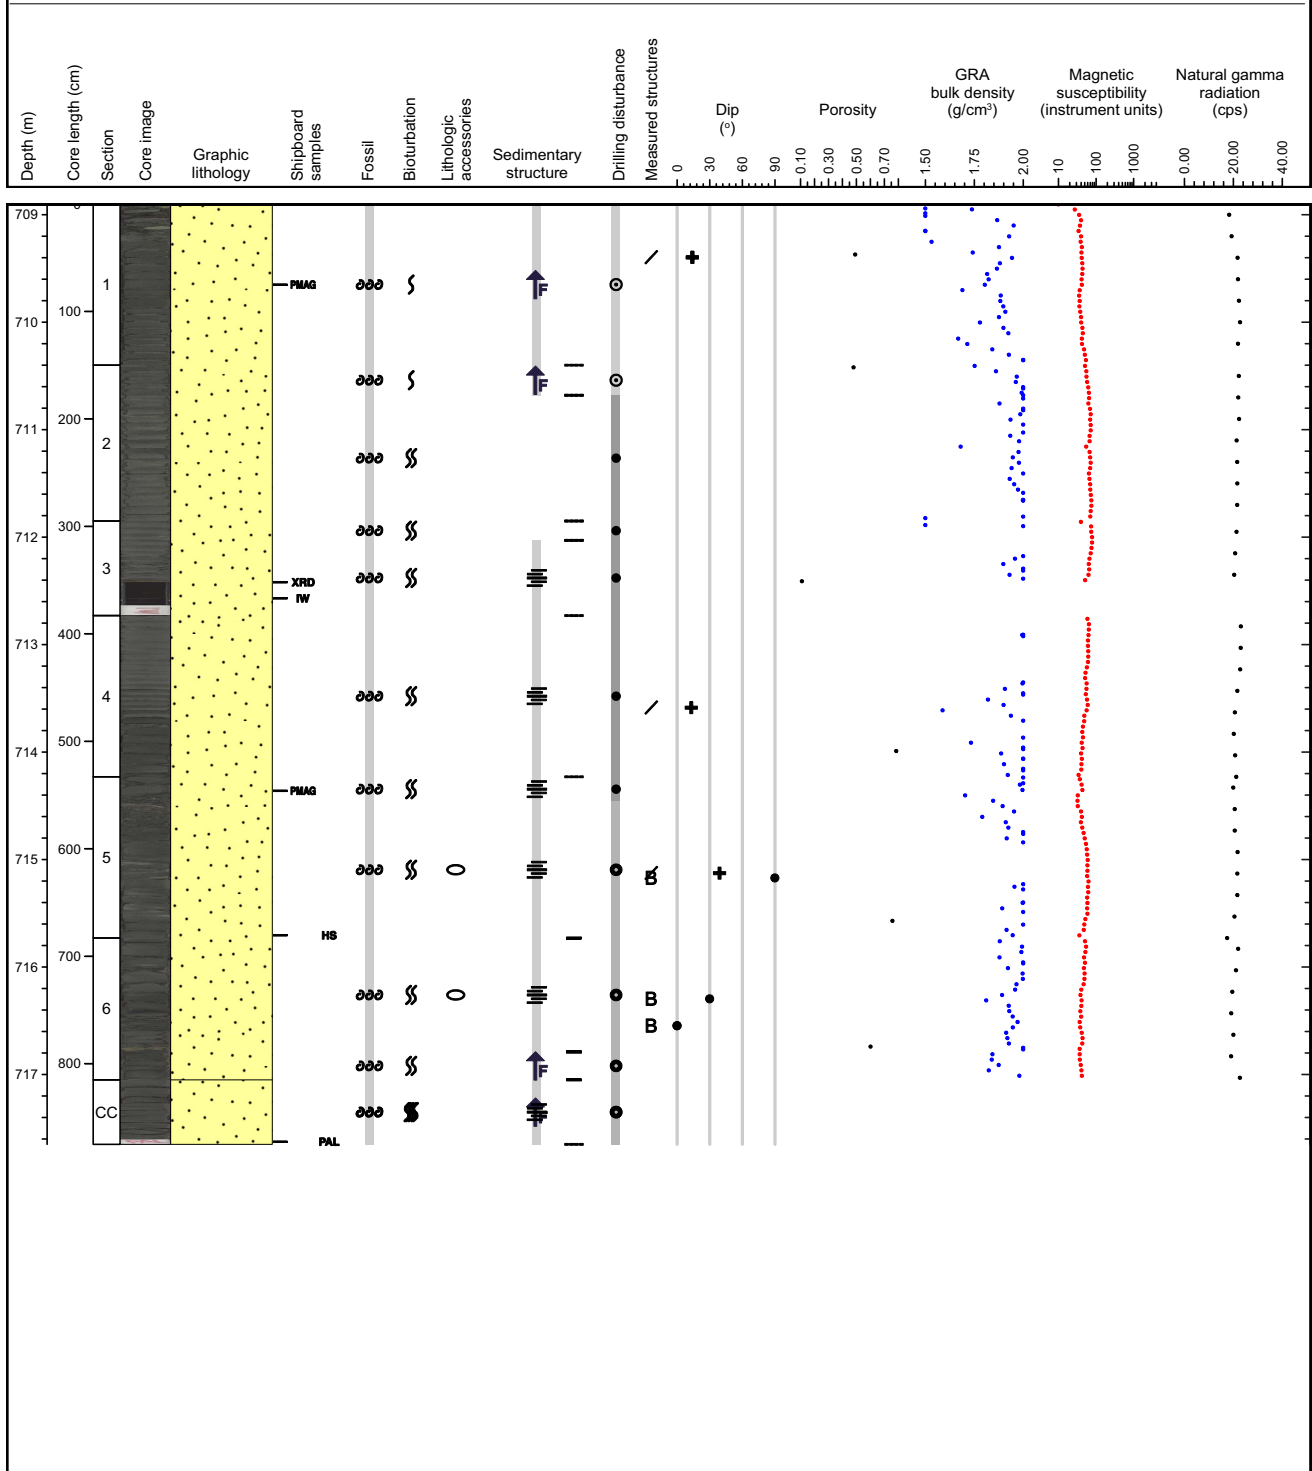 Depth (m)
Core length (cm)
Section
Core image
Graphic
lithology
Shipboard
samples
Fossil
Bioturbation
Lithologic
accessories
Sedimentary
structure
Drilling disturbance
Measured structures
Dip
(°)
0 30 60 90
Porosity
0.10 0.30 0.50 0.70
GRA
bulk density
(g/cm³)
1.50 1.75 2.00
Magnetic
susceptibility
(instrument units)
10 100 1000
Natural gamma
radiation
(cps)
0.00 20.00 40.00
709
0
1
PMAG
F
100
710
F
200
2
711
300
712
3
XRD
IW
400
713
4
500
714
PMAG
600
715
5
B
HS
700
716
6
B
B
800
717
F
CC
PAL